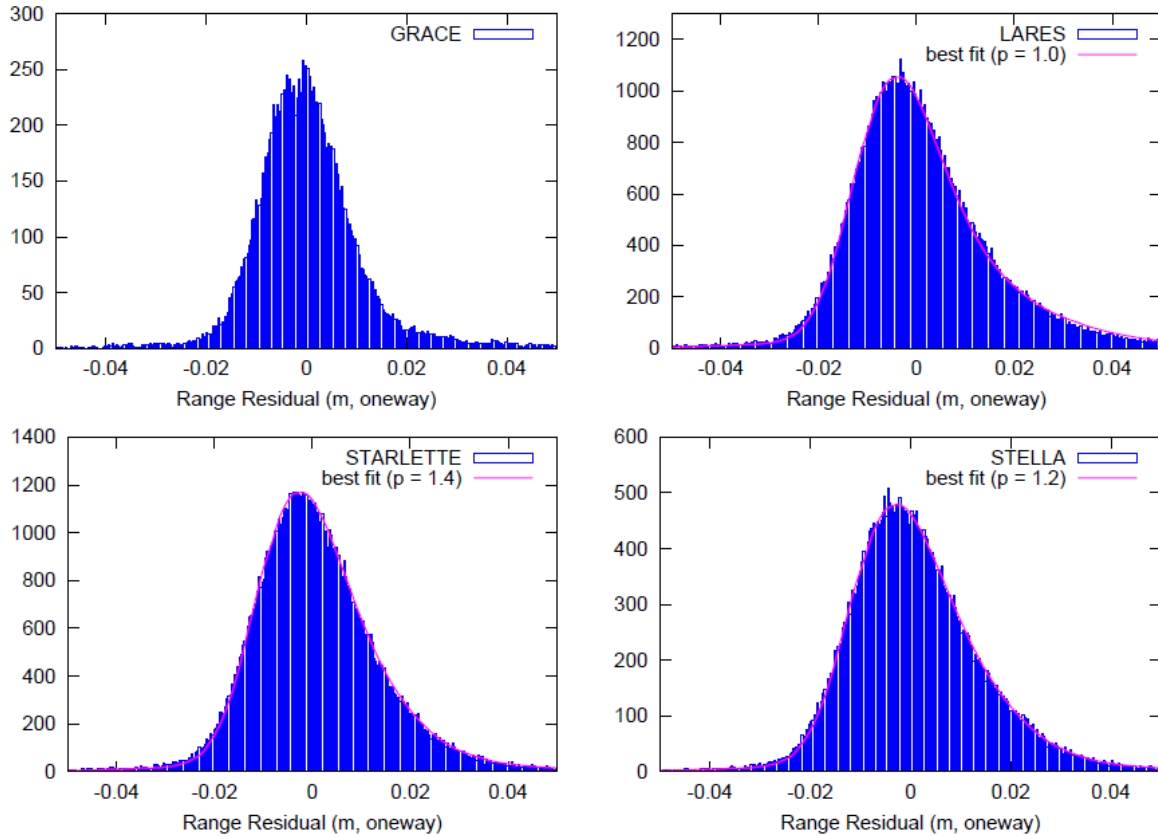 GRACE
300
250
200
150
100
50
0
-0.04 -0.02 0 0.02 0.04
Range Residual (m, oneway)
LARES
best fit (p = 1.0)
1200
1000
800
600
400
200
0
-0.04 -0.02 0 0.02 0.04
Range Residual (m, oneway)
STARLETTE
best fit (p = 1.4)
1400
1200
1000
800
600
400
200
0
-0.04 -0.02 0 0.02 0.04
Range Residual (m, oneway)
STELLA
best fit (p = 1.2)
600
500
400
300
200
100
0
-0.04 -0.02 0 0.02 0.04
Range Residual (m, oneway)